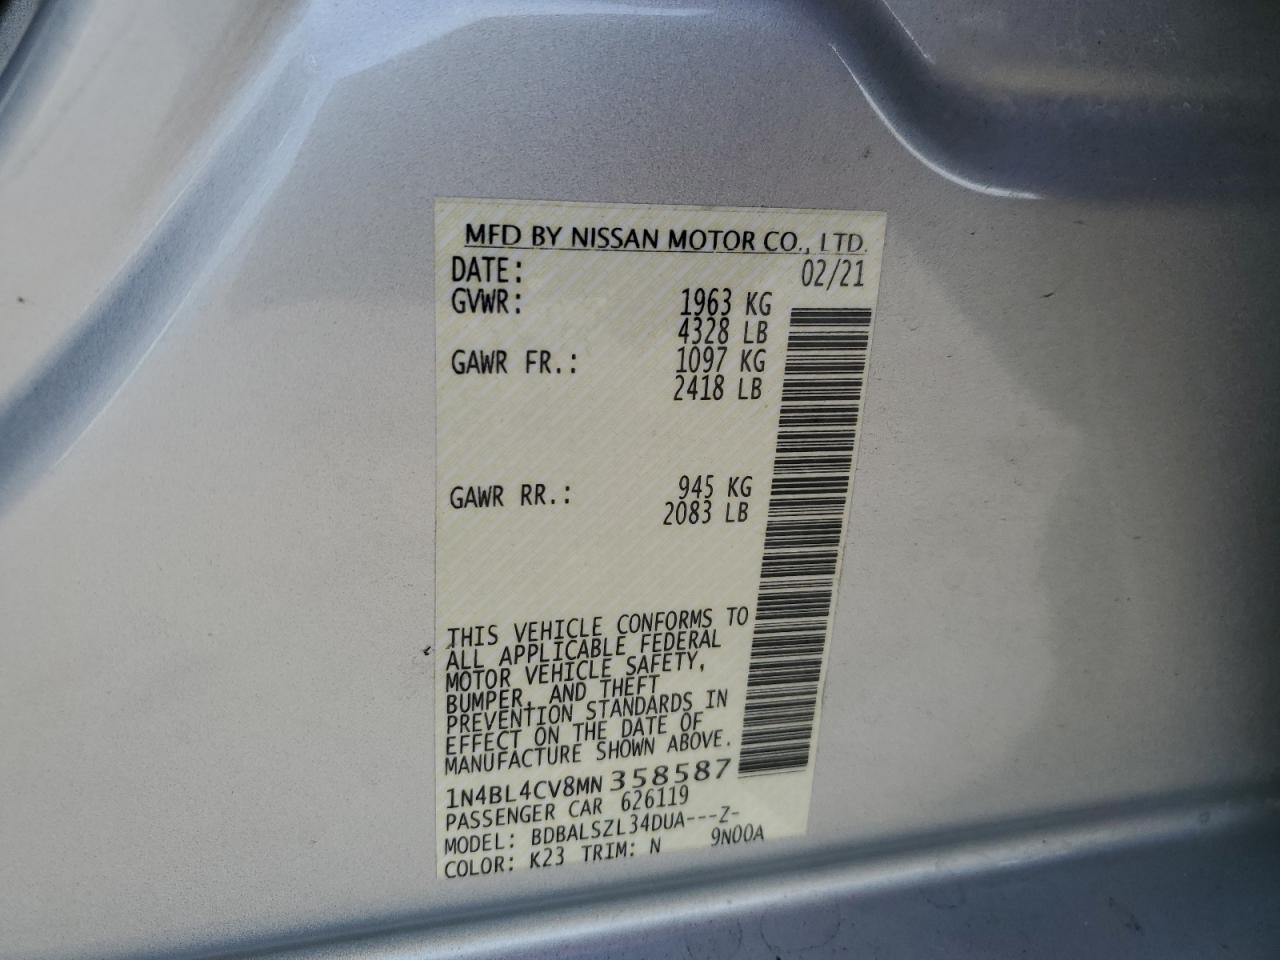 MFD BY NISSAN MOTOR CO., LTD.
DATE: 02/21
GVWR: 1963 KG
4328 LB
GAWR FR.: 1097 KG
2418 LB
GAWR RR.: 945 KG
2083 LB
THIS VEHICLE CONFORMS TO
ALL APPLICABLE FEDERAL
MOTOR VEHICLE SAFETY,
BUMPER, AND THEFT
PREVENTION STANDARDS IN
EFFECT ON THE DATE OF
MANUFACTURE SHOWN ABOVE.
1N4BL4CV8MN358587
PASSENGER CAR 626119
MODEL: BDBALSZL34DUA---Z-
COLOR: K23 TRIM: N 9N00A